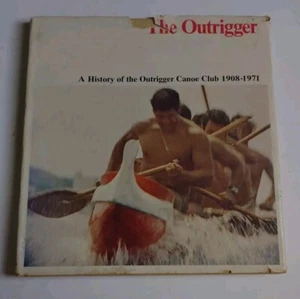 The Outrigger
A History of the Outrigger Canoe Club 1908-1971